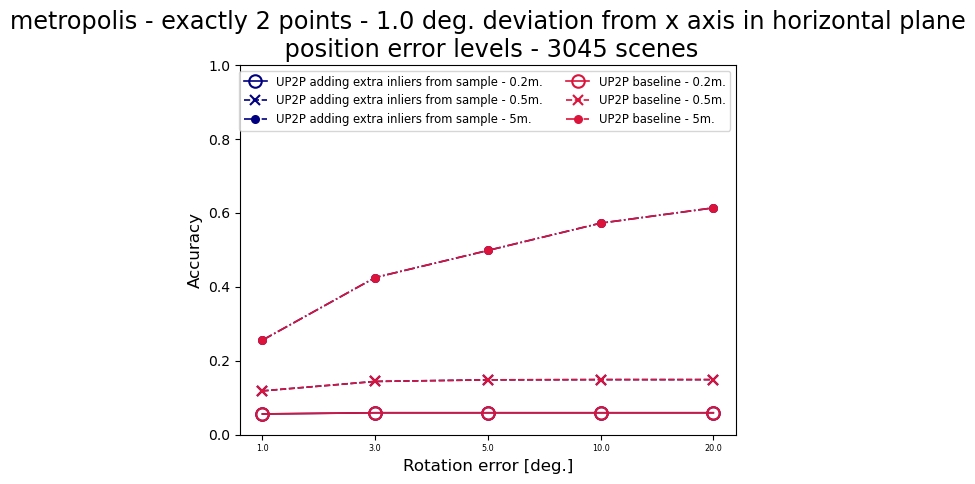 metropolis - exactly 2 points - 1.0 deg. deviation from x axis in horizontal plane
position error levels - 3045 scenes
UP2P adding extra inliers from sample - 0.2m.
UP2P adding extra inliers from sample - 0.5m.
UP2P adding extra inliers from sample - 5m.
UP2P baseline - 0.2m.
UP2P baseline - 0.5m.
UP2P baseline - 5m.
Accuracy
1.0
0.8
0.6
0.4
0.2
0.0
1.0 3.0 5.0 10.0 20.0
Rotation error [deg.]